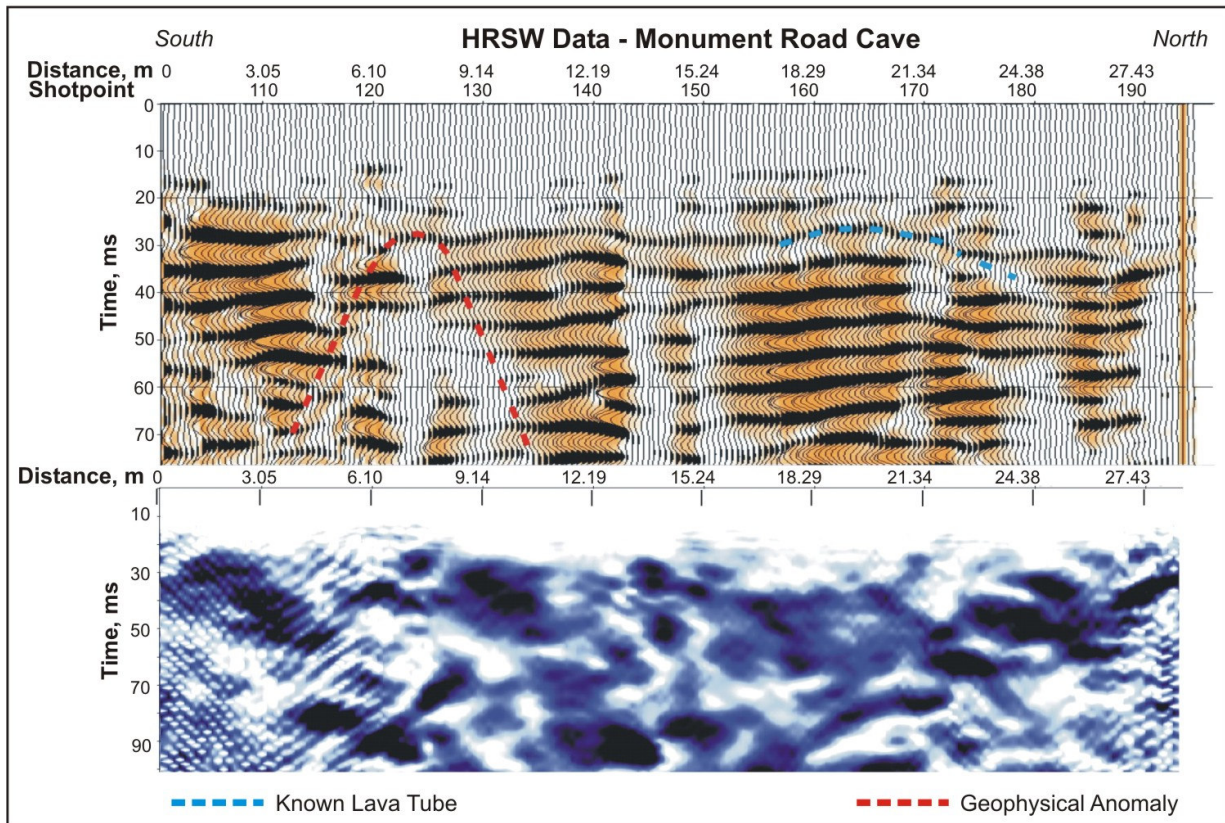 South HRSW Data - Monument Road Cave North
Distance, m 0 3.05 6.10 9.14 12.19 15.24 18.29 21.34 24.38 27.43
Shotpoint 110 120 130 140 150 160 170 180 190
0
10
20
30
40
50
60
70
Time, ms
Distance, m 0 3.05 6.10 9.14 12.19 15.24 18.29 21.34 24.38 27.43
10
30
50
70
90
Time, ms
Known Lava Tube Geophysical Anomaly